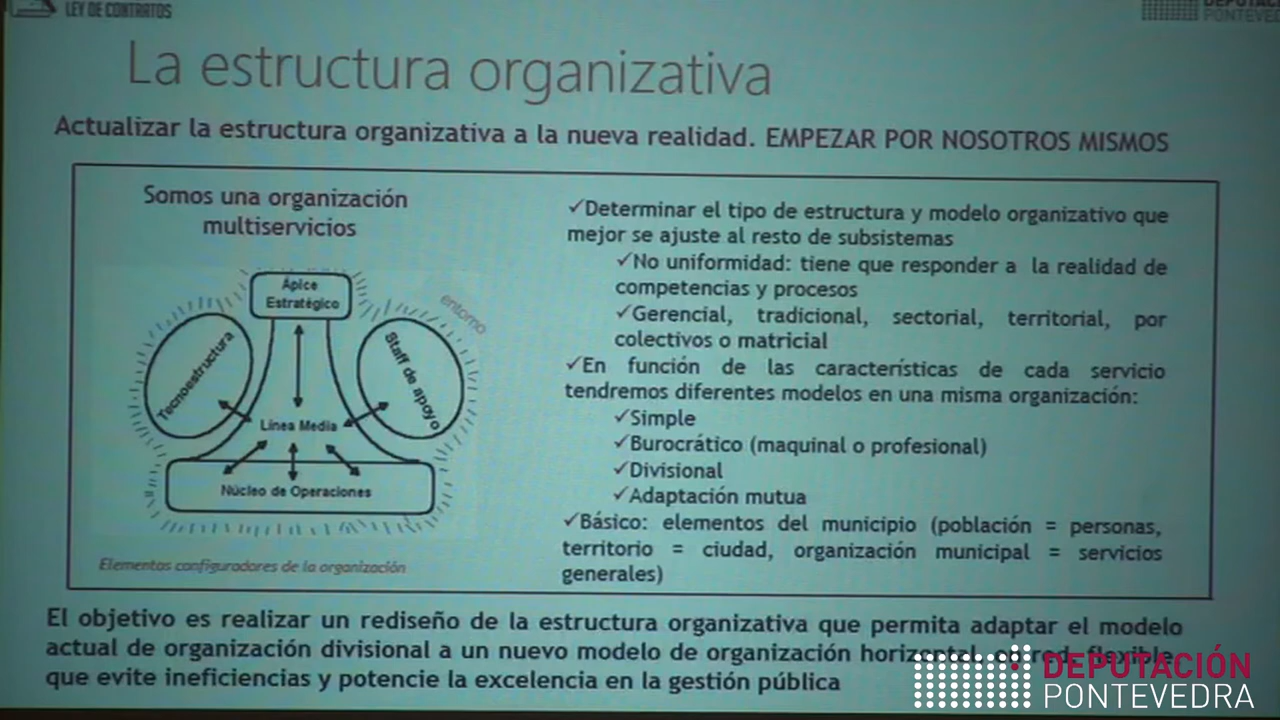 LEY DE CONTRATOS
DEPUTACIÓN
PONTEVEDRA
La estructura organizativa
Actualizar la estructura organizativa a la nueva realidad. EMPEZAR POR NOSOTROS MISMOS
Somos una organización
multiservicios
Ápice
Estratégico
entorno
Tecnoestructura
Staff de apoyo
Línea Media
Núcleo de Operaciones
Elementos configuradores de la organización
✓Determinar el tipo de estructura y modelo organizativo que
mejor se ajuste al resto de subsistemas
✓No uniformidad: tiene que responder a la realidad de
competencias y procesos
✓Gerencial, tradicional, sectorial, territorial, por
colectivos o matricial
✓En función de las características de cada servicio
tendremos diferentes modelos en una misma organización:
✓Simple
✓Burocrático (maquinal o profesional)
✓Divisional
✓Adaptación mutua
✓Básico: elementos del municipio (población = personas,
territorio = ciudad, organización municipal = servicios
generales)
El objetivo es realizar un rediseño de la estructura organizativa que permita adaptar el modelo
actual de organización divisional a un nuevo modelo de organización horizontal, en red, flexible
que evite ineficiencias y potencie la excelencia en la gestión pública
DEPUTACIÓN
PONTEVEDRA